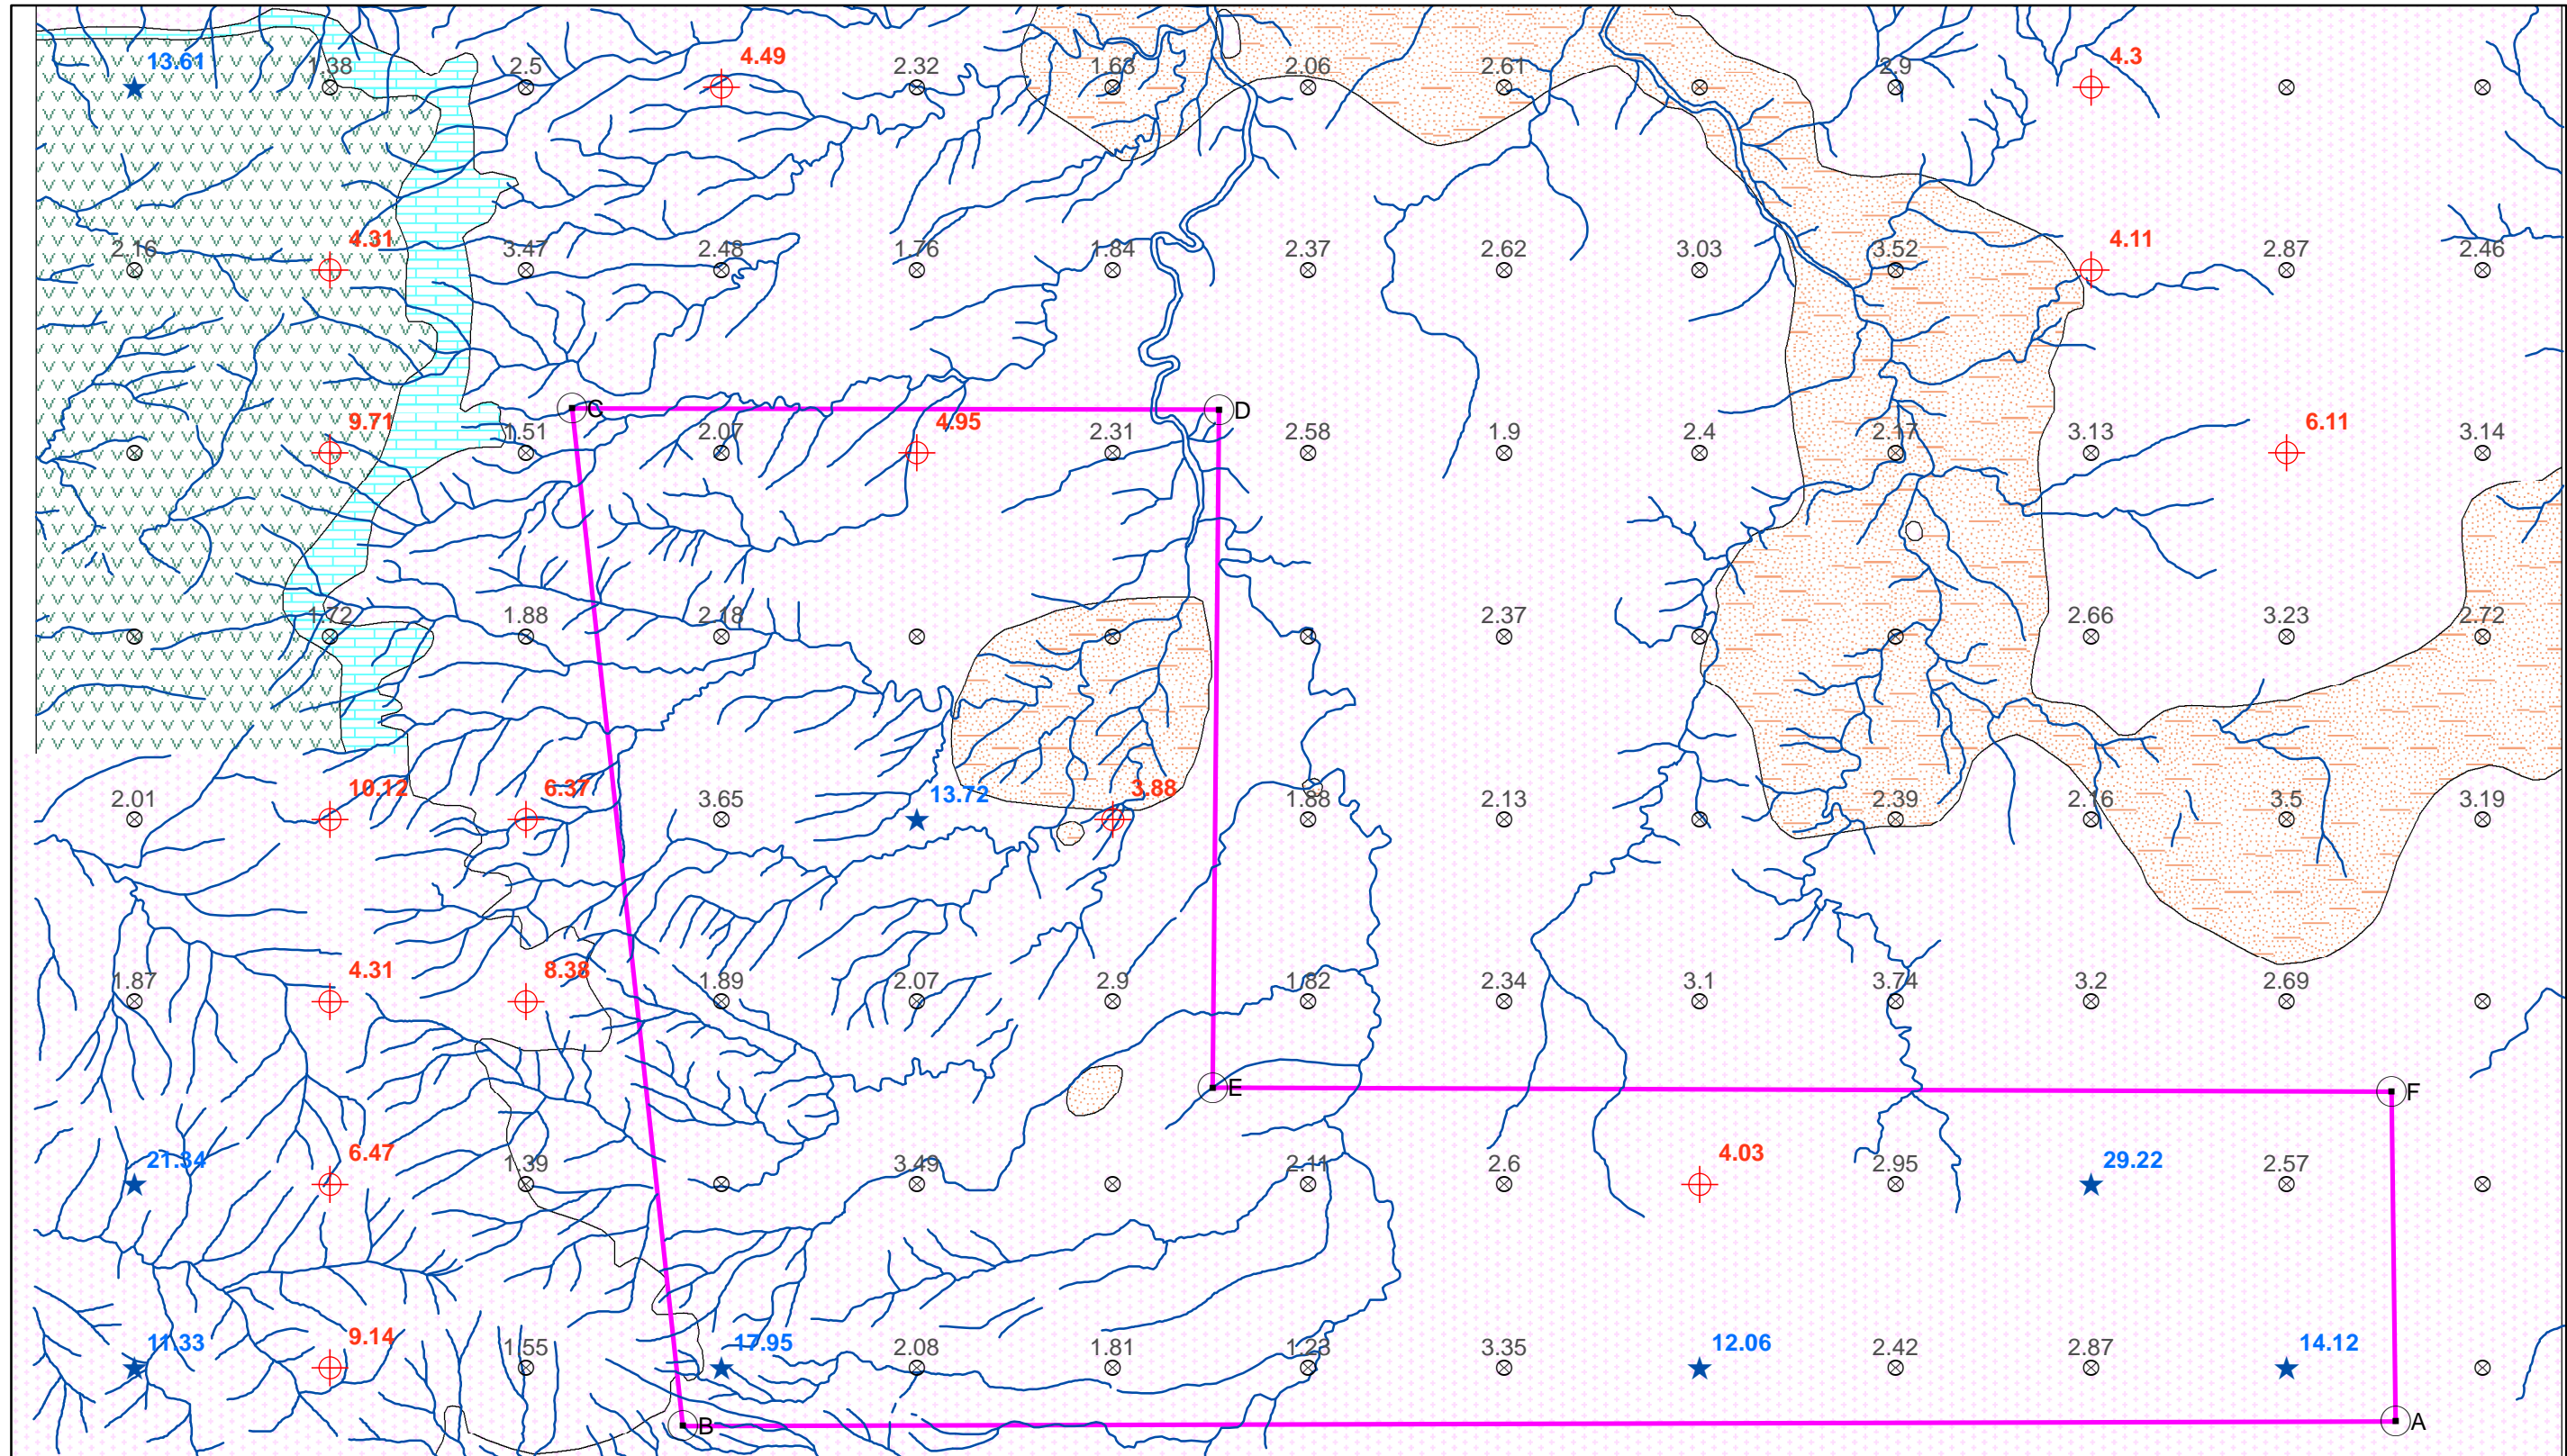 13.61 1.38 2.5 4.49 2.32 1.63 2.06 2.61 2.9 4.3
2.16 4.31 3.47 2.48 1.76 1.84 2.37 2.62 3.03 3.52 4.11 2.87 2.46
C D
9.71 1.51 2.07 4.95 2.31 2.58 1.9 2.4 2.17 3.13 6.11 3.14
1.72 1.88 2.18 2.37 2.66 3.23 2.72
2.01 10.12 6.37 3.65 13.72 3.88 1.88 2.13 2.39 2.16 3.5 3.19
1.87 4.31 8.38 1.89 2.07 2.9 1.82 2.34 3.1 3.74 3.2 2.69
E F
21.34 6.47 1.39 3.49 2.11 2.6 4.03 2.95 29.22 2.57
11.33 9.14 1.55 17.95 2.08 1.81 1.23 3.35 12.06 2.42 2.87 14.12
B A